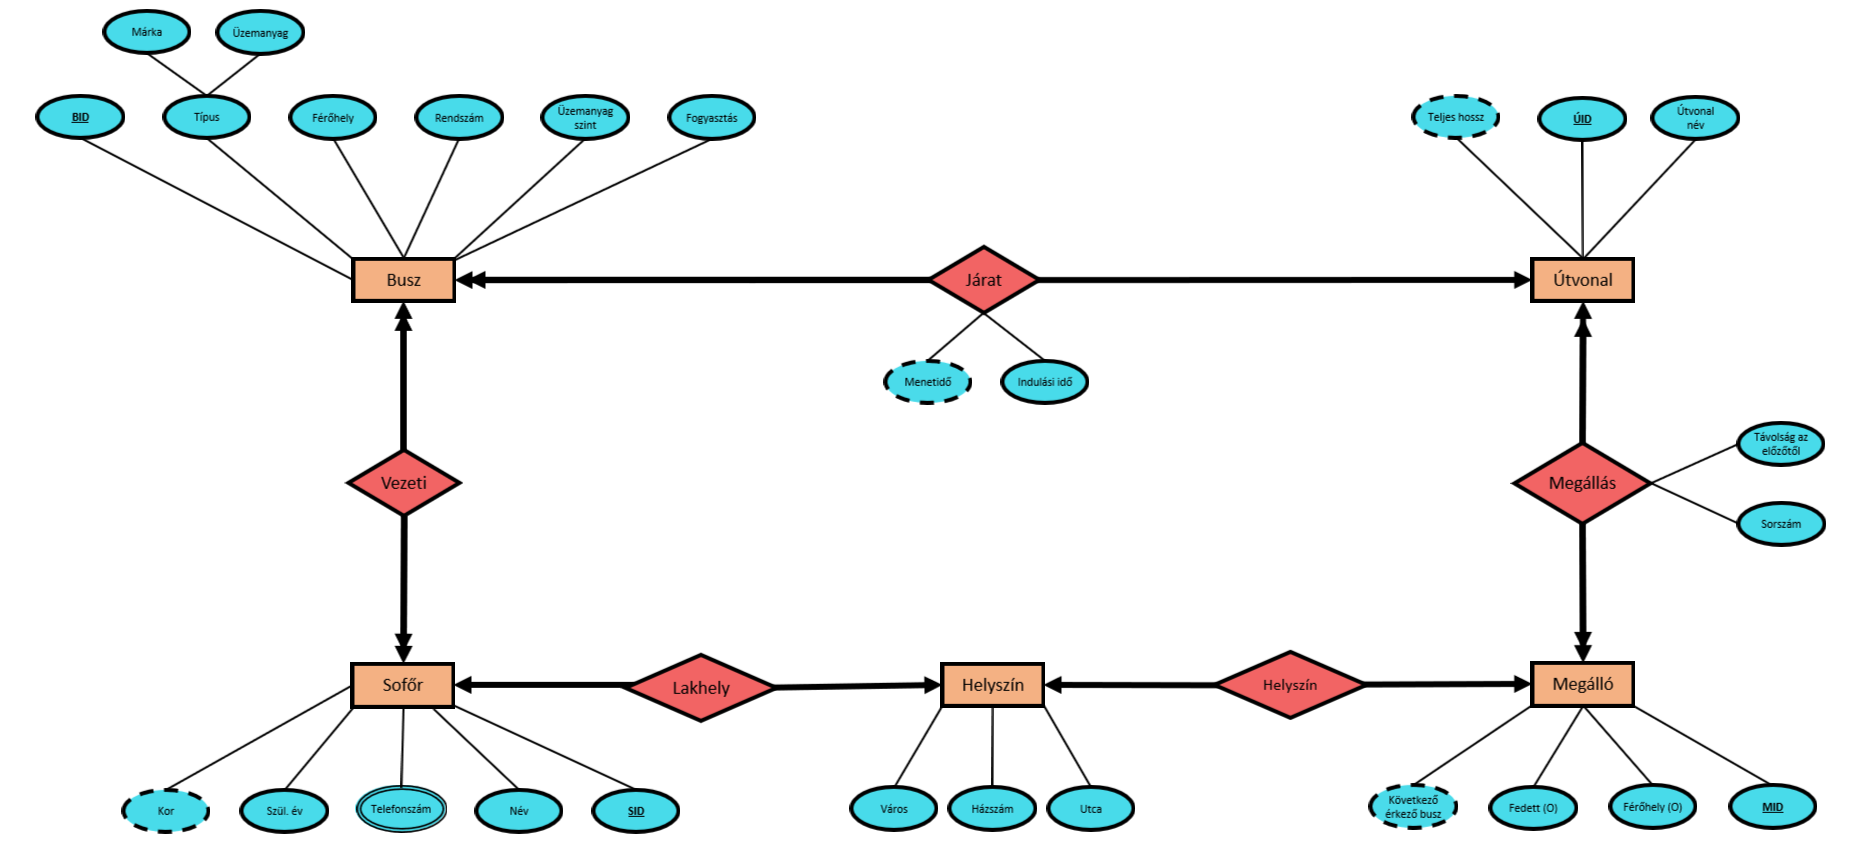 Márka
Üzemanyag
BID
Típus
Férőhely
Rendszám
Üzemanyag
szint
Fogyasztás
Teljes hossz
ÚID
Útvonal
név
Busz
Járat
Útvonal
Menetidő
Indulási idő
Távolság az
előzőtől
Vezeti
Megállás
Sorszám
Sofőr
Lakhely
Helyszín
Helyszín
Megálló
Kor
Szül. év
Telefonszám
Név
SID
Város
Házszám
Utca
Következő
érkező busz
Fedett (O)
Férőhely (O)
MID